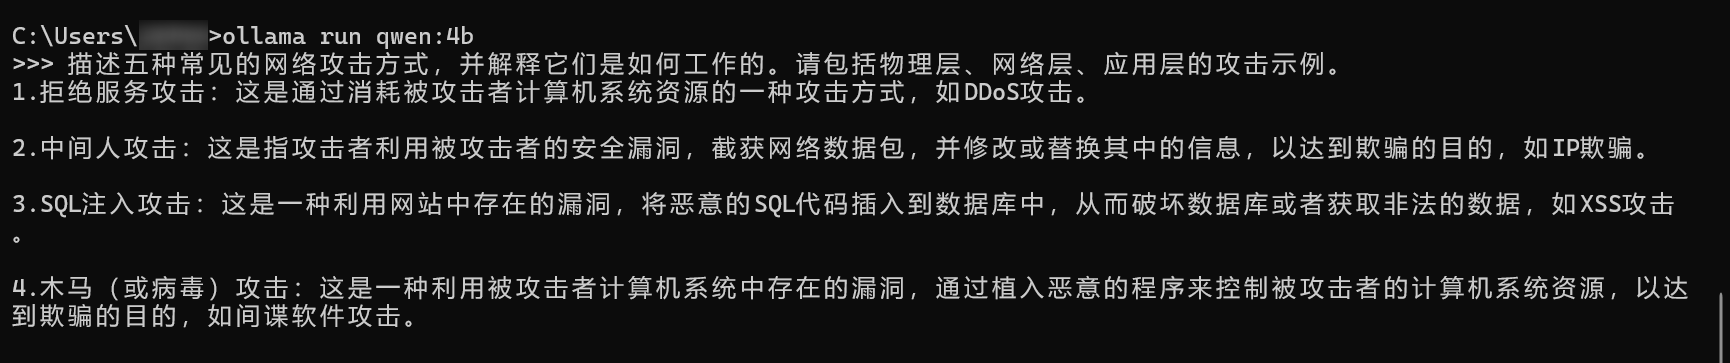 C:\Users\>ollama run qwen:4b
>>> 描述五种常见的网络攻击方式，并解释它们是如何工作的。请包括物理层、网络层、应用层的攻击示例。
1.拒绝服务攻击：这是通过消耗被攻击者计算机系统资源的一种攻击方式，如DDoS攻击。
2.中间人攻击：这是指攻击者利用被攻击者的安全漏洞，截获网络数据包，并修改或替换其中的信息，以达到欺骗的目的，如IP欺骗。
3.SQL注入攻击：这是一种利用网站中存在的漏洞，将恶意的SQL代码插入到数据库中，从而破坏数据库或者获取非法的数据，如XSS攻击
。
4.木马（或病毒）攻击：这是一种利用被攻击者计算机系统中存在的漏洞，通过植入恶意的程序来控制被攻击者的计算机系统资源，以达
到欺骗的目的，如间谍软件攻击。